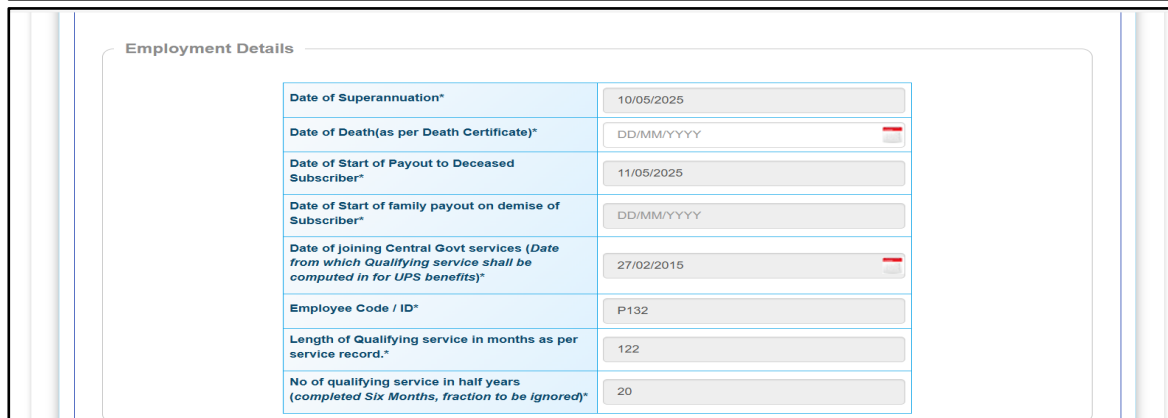 Employment Details
Date of Superannuation*
10/05/2025
Date of Death(as per Death Certificate)*
DD/MM/YYYY
Date of Start of Payout to Deceased
Subscriber*
11/05/2025
Date of Start of family payout on demise of
Subscriber*
DD/MM/YYYY
Date of joining Central Govt services (Date
from which Qualifying service shall be
computed in for UPS benefits)*
27/02/2015
Employee Code / ID*
P132
Length of Qualifying service in months as per
service record.*
122
No of qualifying service in half years
(completed Six Months, fraction to be ignored)*
20